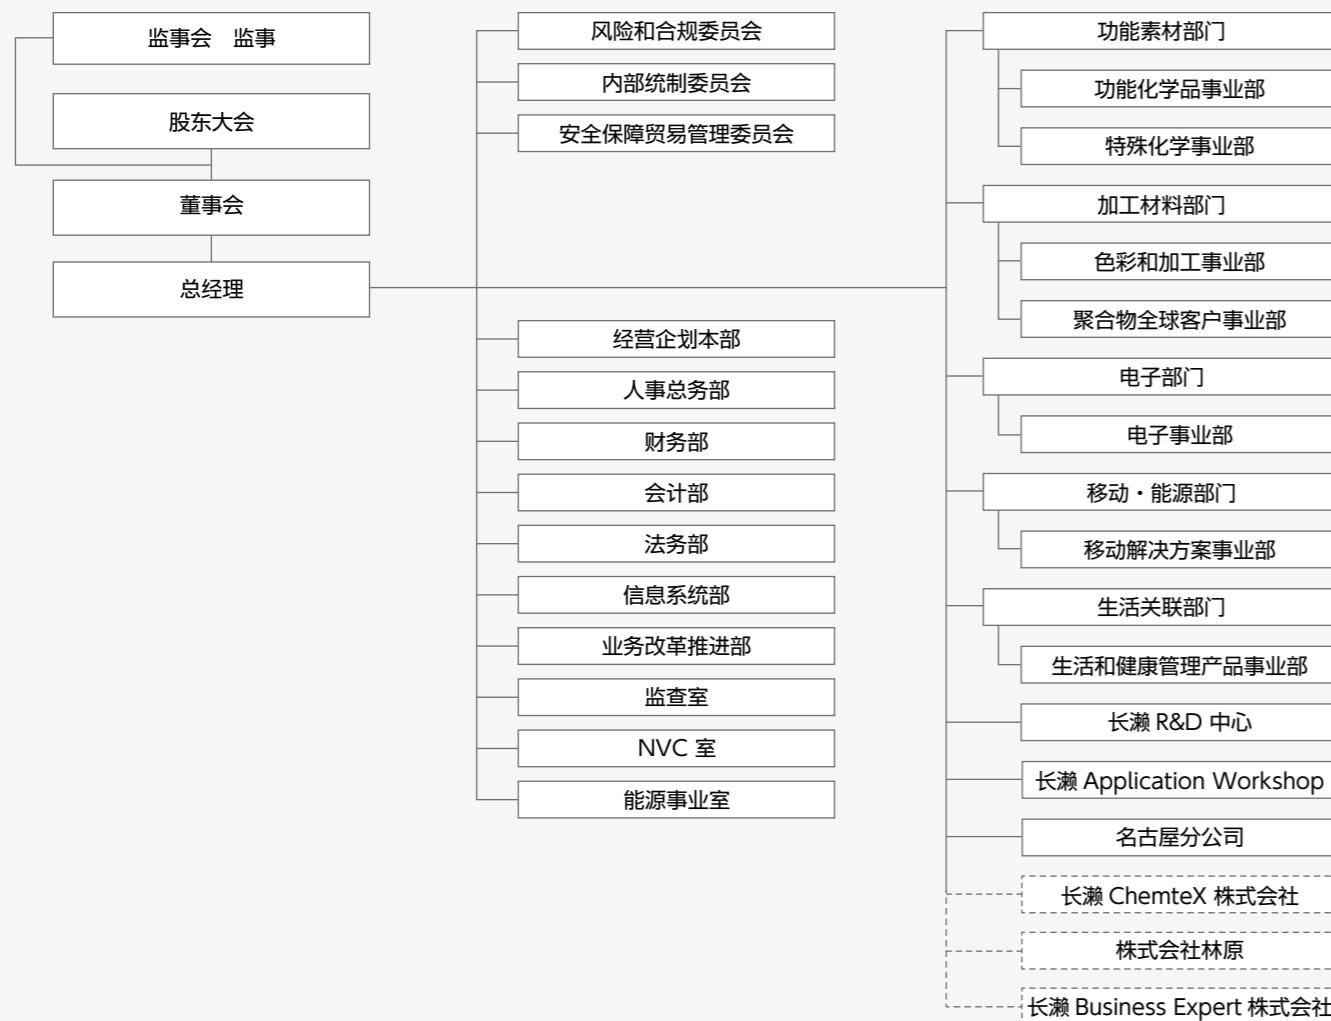 监事会　监事
股东大会
董事会
总经理
风险和合规委员会
内部统制委员会
安全保障贸易管理委员会
经营企划本部
人事总务部
财务部
会计部
法务部
信息系统部
业务改革推进部
监查室
NVC 室
能源事业室
功能素材部门
功能化学品事业部
特殊化学事业部
加工材料部门
色彩和加工事业部
聚合物全球客户事业部
电子部门
电子事业部
移动・能源部门
移动解决方案事业部
生活关联部门
生活和健康管理产品事业部
长濑 R&D 中心
长濑 Application Workshop
名古屋分公司
长濑 ChemteX 株式会社
株式会社林原
长濑 Business Expert 株式会社